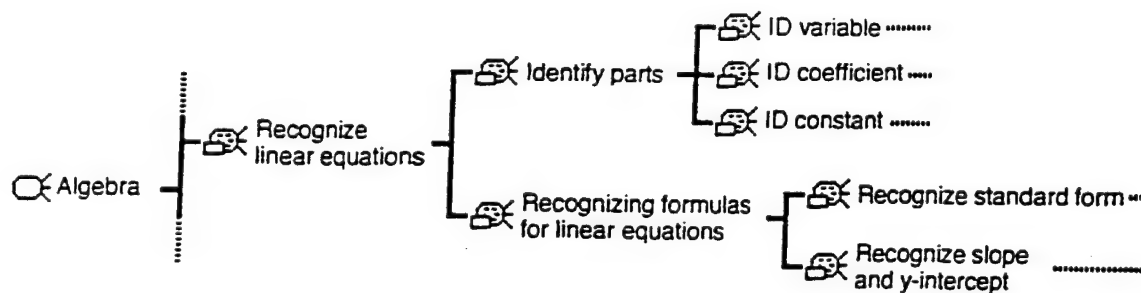 Algebra
Recognize
linear equations
Identify parts
ID variable
ID coefficient
ID constant
Recognizing formulas
for linear equations
Recognize standard form
Recognize slope
and y-intercept